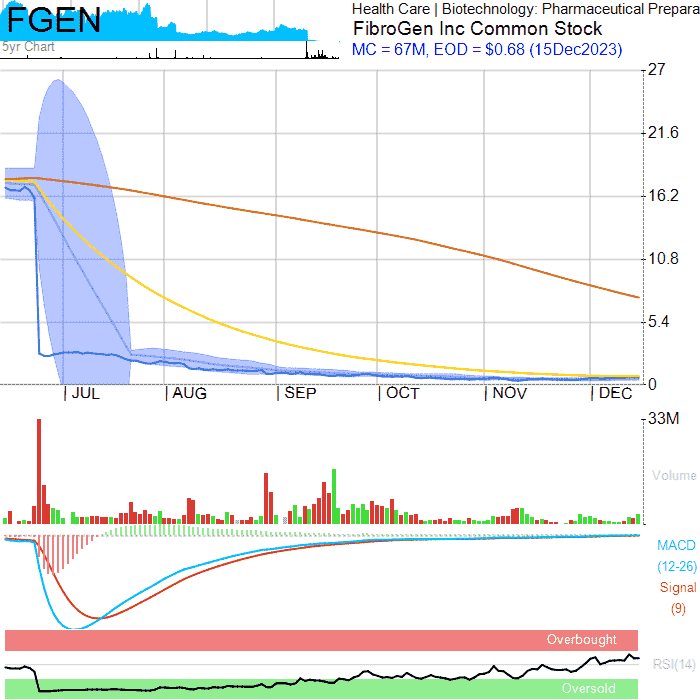 FGEN
5yr Chart
Health Care | Biotechnology: Pharmaceutical Prepara
FibroGen Inc Common Stock
MC = 67M, EOD = $0.68 (15Dec2023)
27
21.6
16.2
10.8
5.4
0
JUL AUG SEP OCT NOV DEC
33M
Volume
MACD
(12-26)
Signal
(9)
Overbought
RSI(14)
Oversold